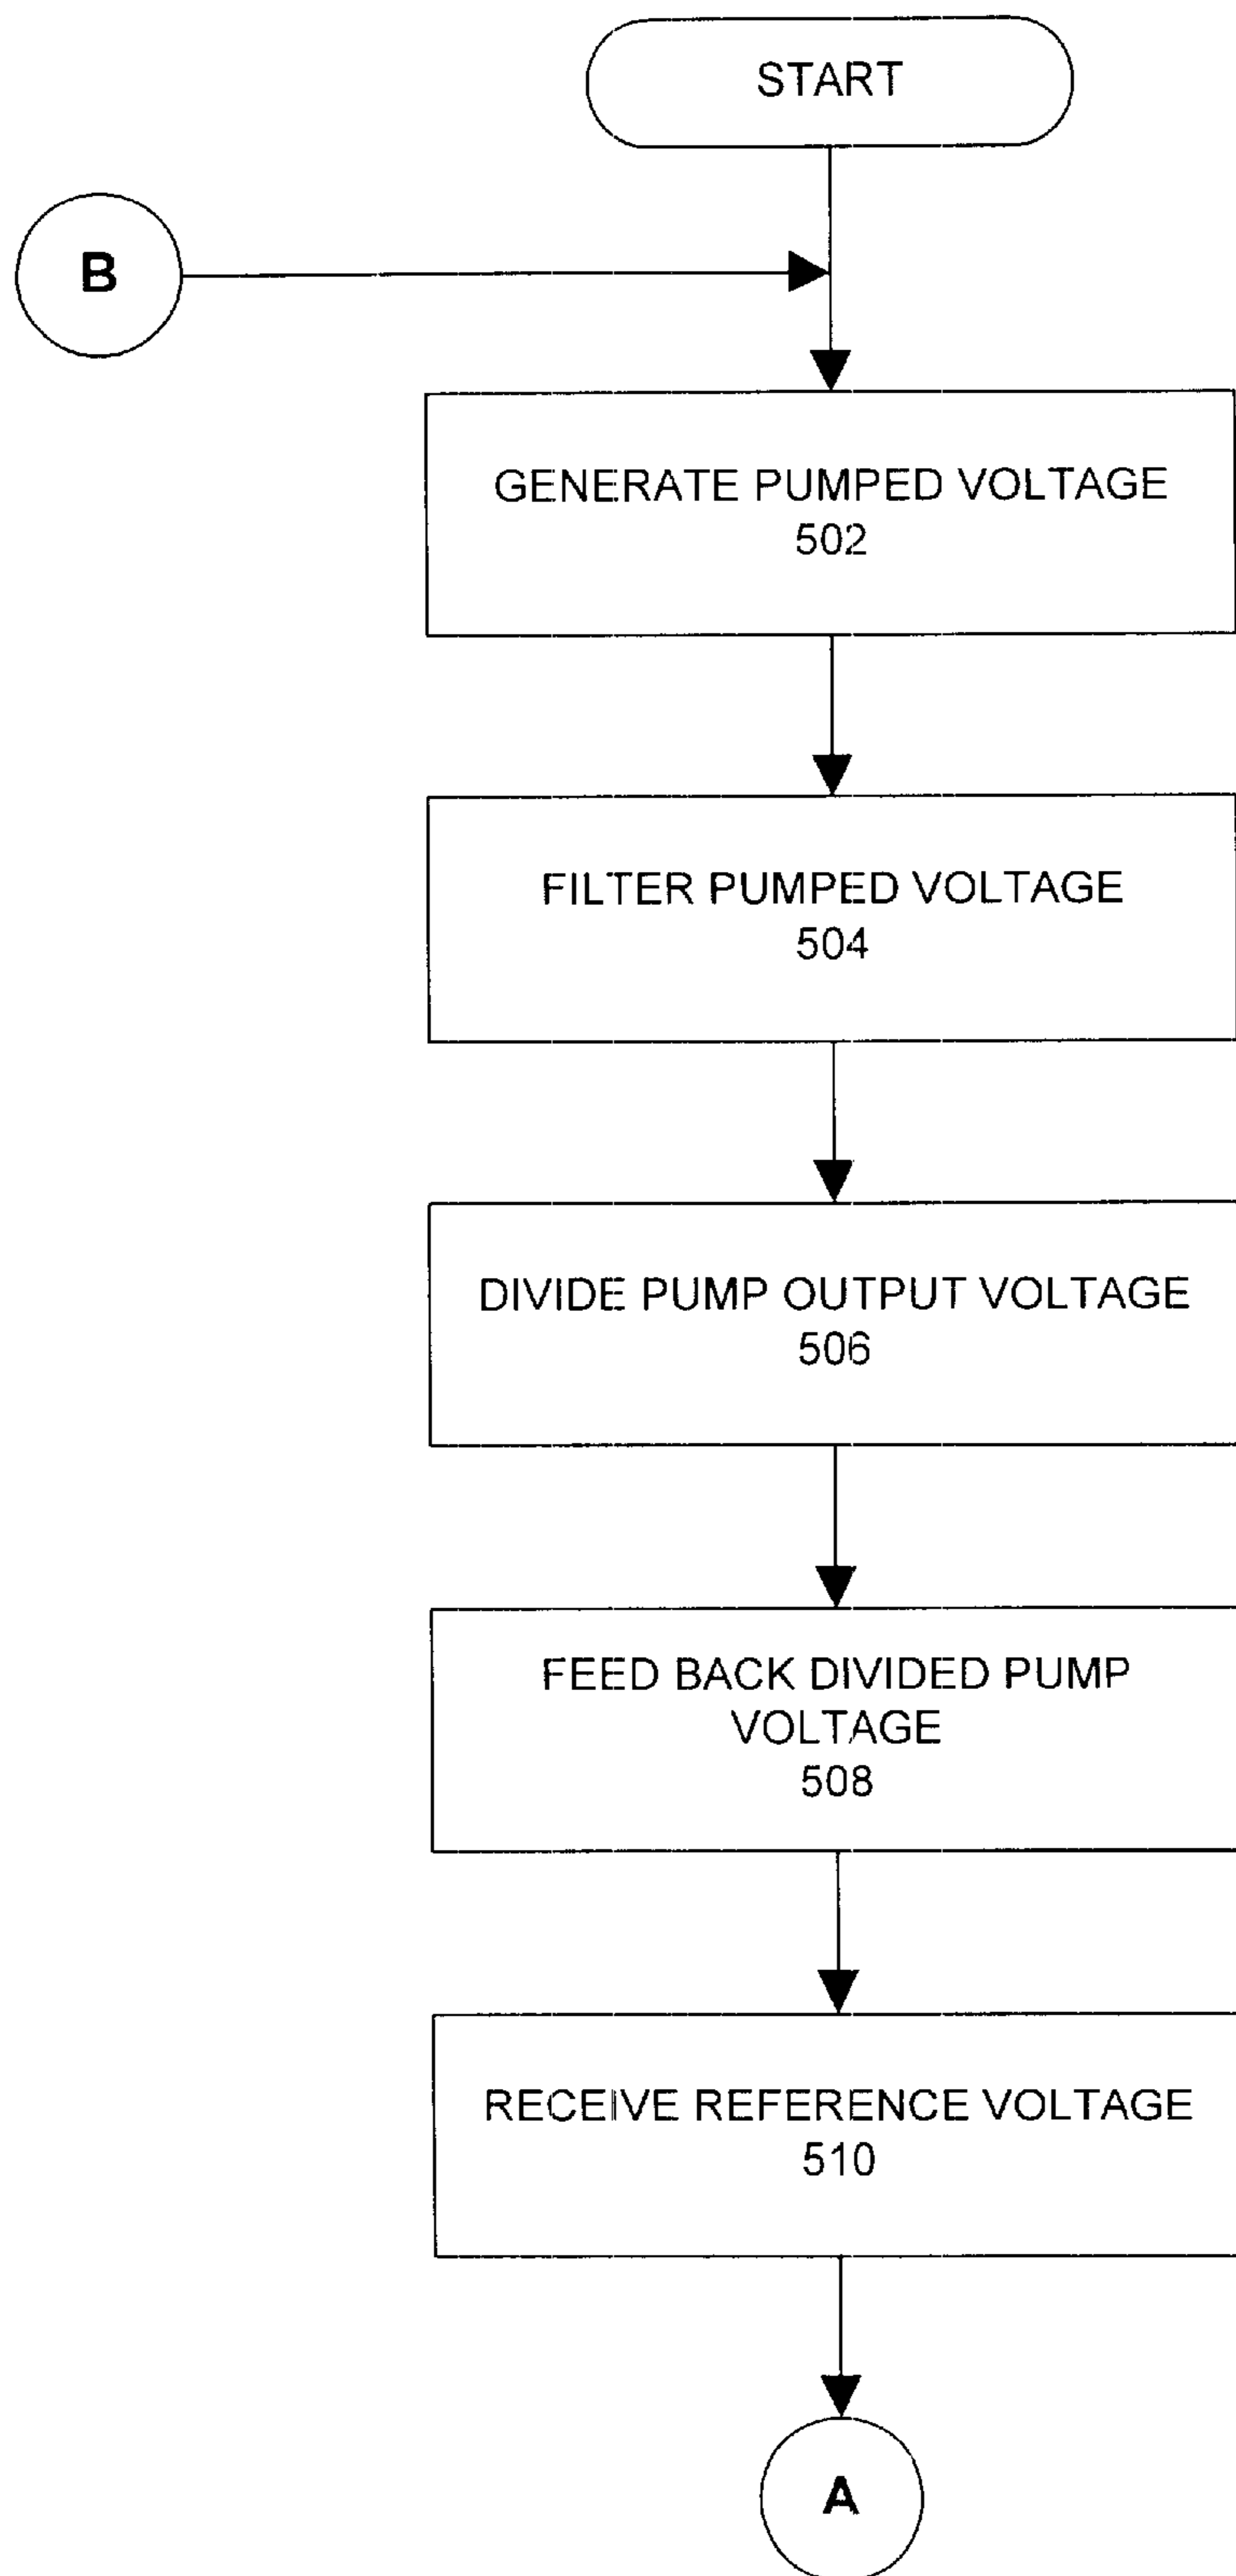 START
B
GENERATE PUMPED VOLTAGE
502
FILTER PUMPED VOLTAGE
504
DIVIDE PUMP OUTPUT VOLTAGE
506
FEED BACK DIVIDED PUMP
VOLTAGE
508
RECEIVE REFERENCE VOLTAGE
510
A